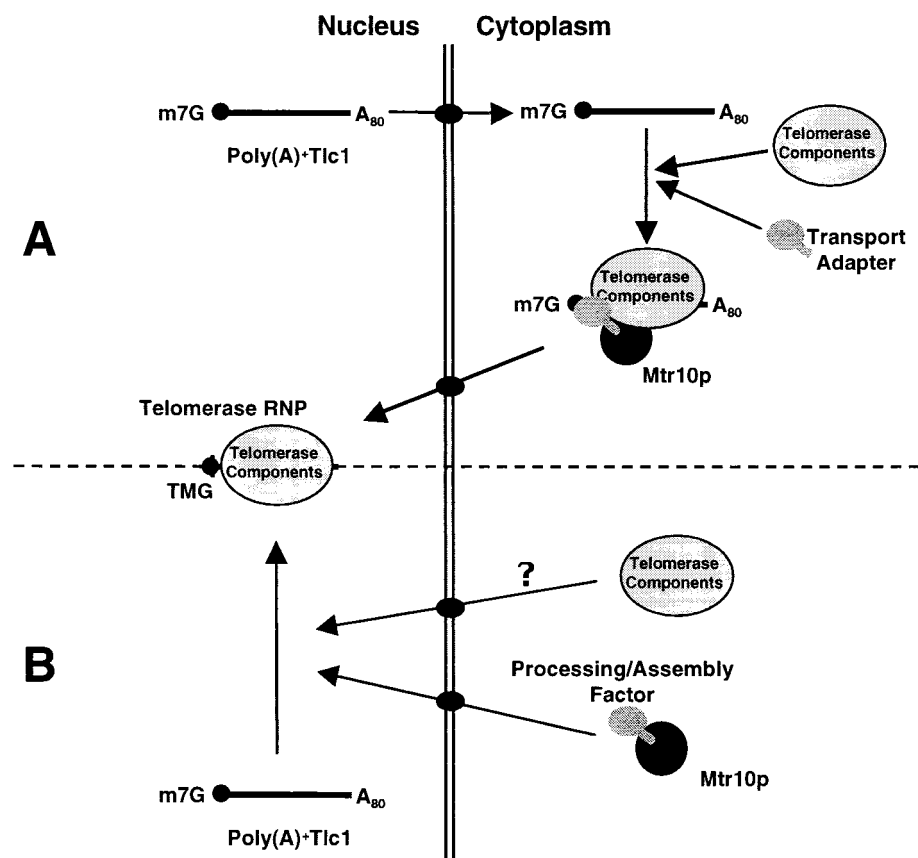 Nucleus
Cytoplasm
m7G
A80
Poly(A)+Tlc1
m7G
A80
Telomerase
Components
Transport
Adapter
A
Telomerase
Components
m7G
A80
Mtr10p
Telomerase RNP
Telomerase
Components
TMG
?
Telomerase
Components
B
Processing/Assembly
Factor
Mtr10p
m7G
A80
Poly(A)+Tlc1